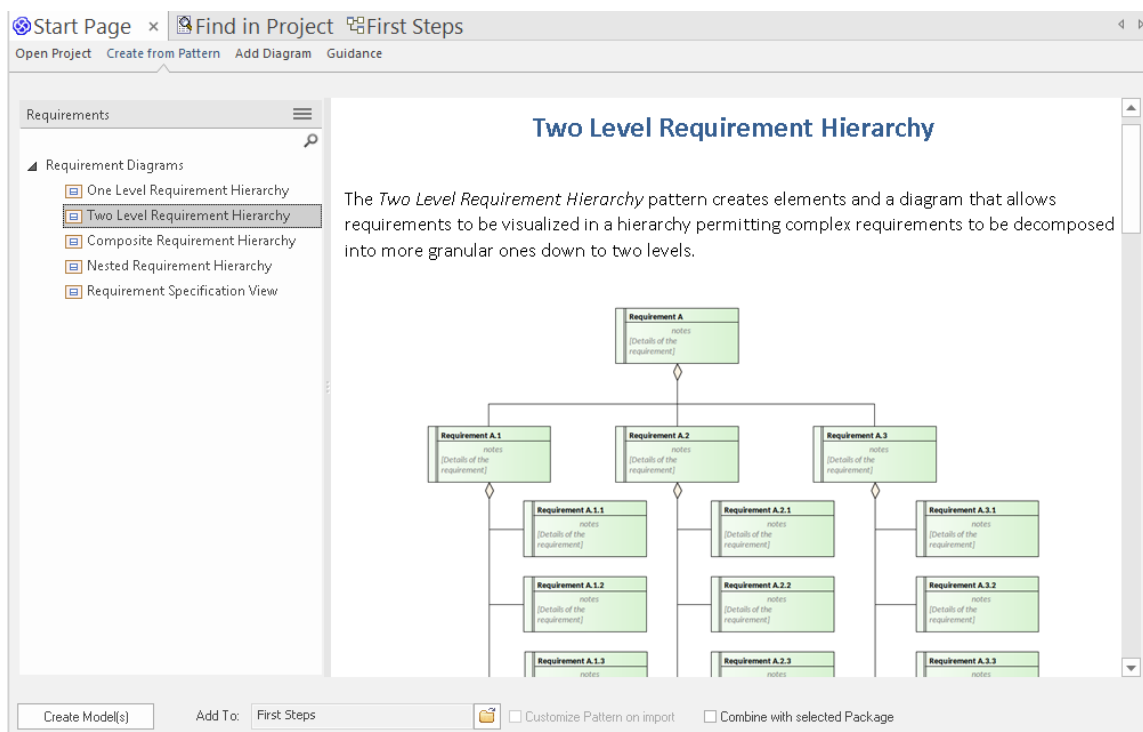 Start Page × Find in Project First Steps
Open Project Create from Pattern Add Diagram Guidance
Requirements
Requirement Diagrams
One Level Requirement Hierarchy
Two Level Requirement Hierarchy
Composite Requirement Hierarchy
Nested Requirement Hierarchy
Requirement Specification View
Two Level Requirement Hierarchy
The Two Level Requirement Hierarchy pattern creates elements and a diagram that allows
requirements to be visualized in a hierarchy permitting complex requirements to be decomposed
into more granular ones down to two levels.
Requirement A
notes
[Details of the
requirement]
Requirement A.1
notes
[Details of the
requirement]
Requirement A.2
notes
[Details of the
requirement]
Requirement A.3
notes
[Details of the
requirement]
Requirement A.1.1
notes
[Details of the
requirement]
Requirement A.2.1
notes
[Details of the
requirement]
Requirement A.3.1
notes
[Details of the
requirement]
Requirement A.1.2
notes
[Details of the
requirement]
Requirement A.2.2
notes
[Details of the
requirement]
Requirement A.3.2
notes
[Details of the
requirement]
Requirement A.1.3
notes
Requirement A.2.3
notes
Requirement A.3.3
notes
Create Model(s) Add To: First Steps Customize Pattern on import Combine with selected Package